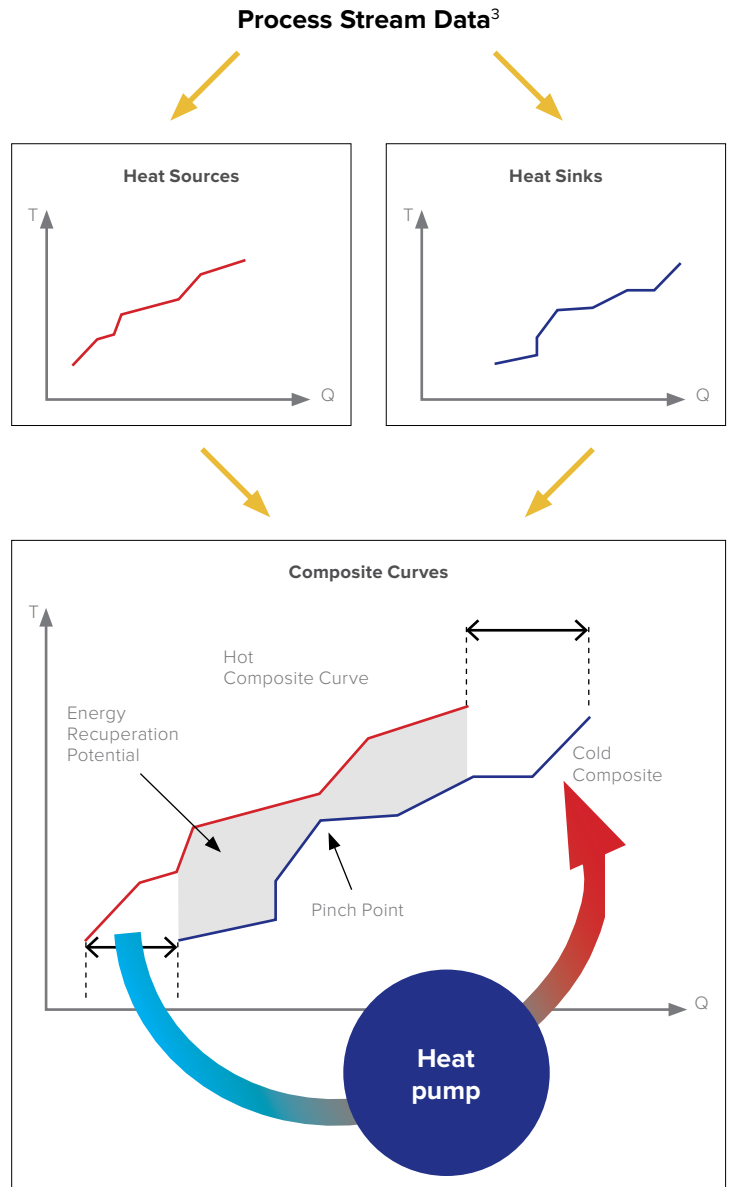 Process Stream Data³
Heat Sources
T
Q
Heat Sinks
T
Q
Composite Curves
T
Hot
Composite Curve
Energy
Recuperation
Potential
Cold
Composite
Pinch Point
Q
Heat
pump